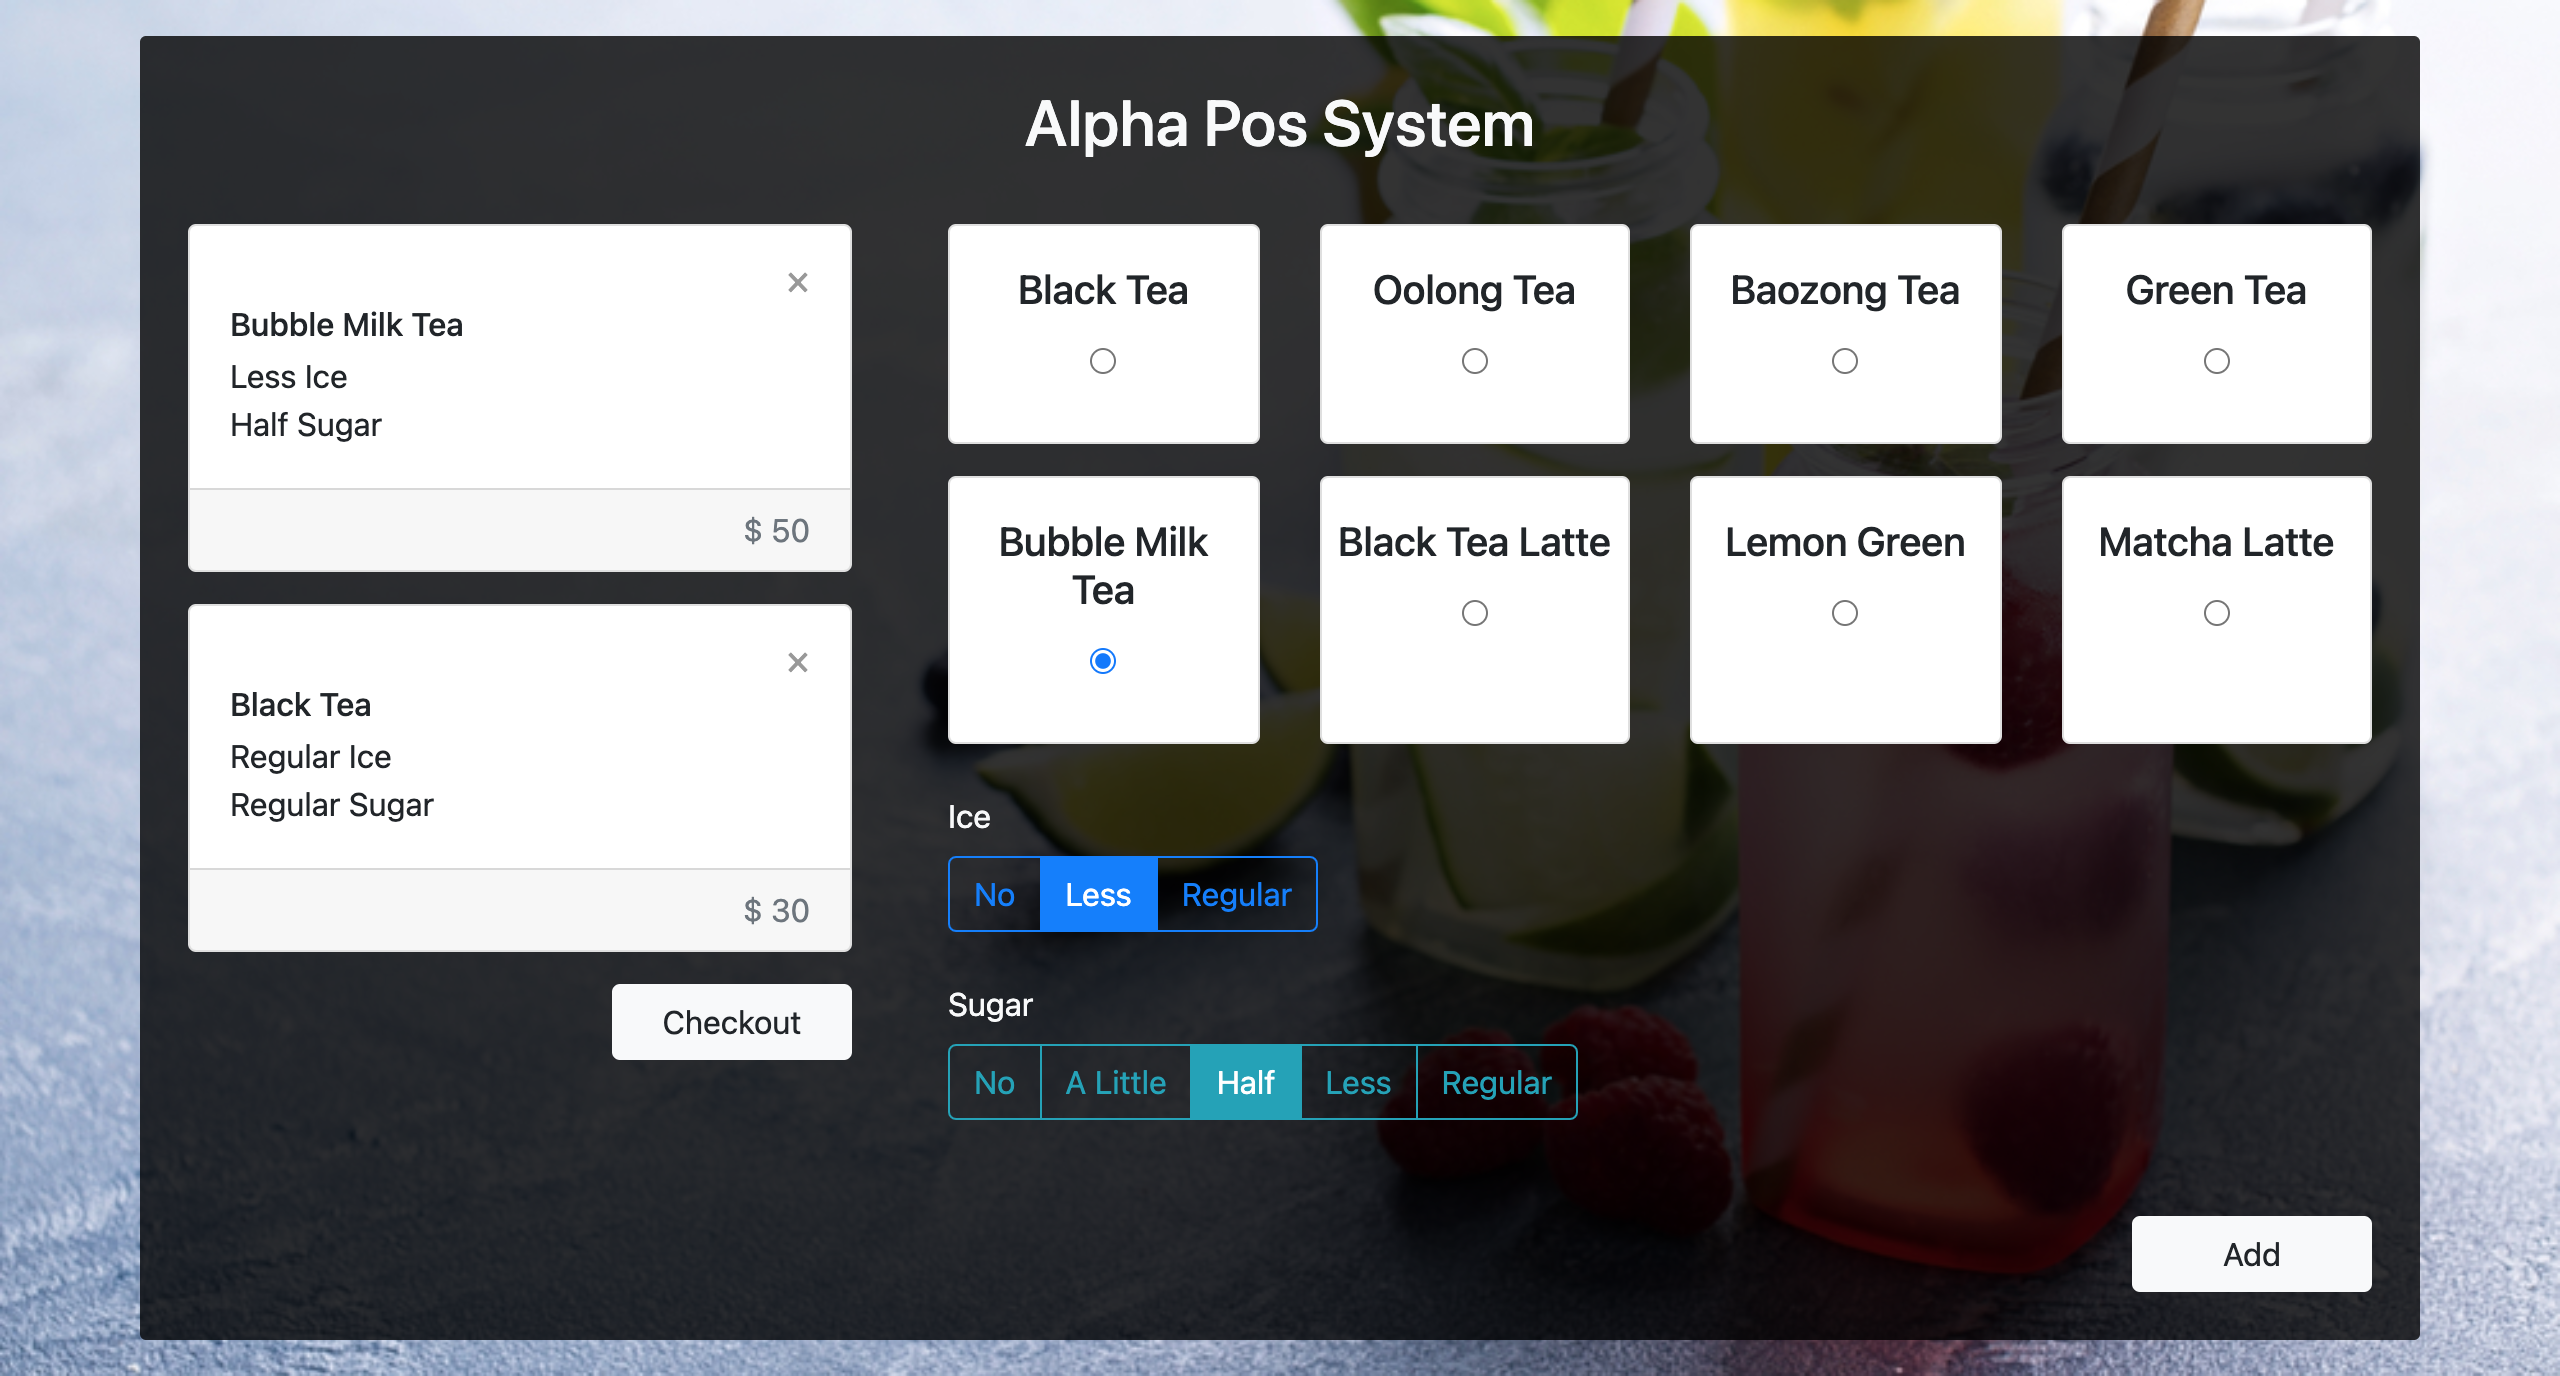 Alpha Pos System
×
Bubble Milk Tea
Less Ice
Half Sugar
$ 50
×
Black Tea
Regular Ice
Regular Sugar
$ 30
Checkout
Black Tea
Oolong Tea
Baozong Tea
Green Tea
Bubble Milk
Tea
Black Tea Latte
Lemon Green
Matcha Latte
Ice
No Less Regular
Sugar
No A Little Half Less Regular
Add